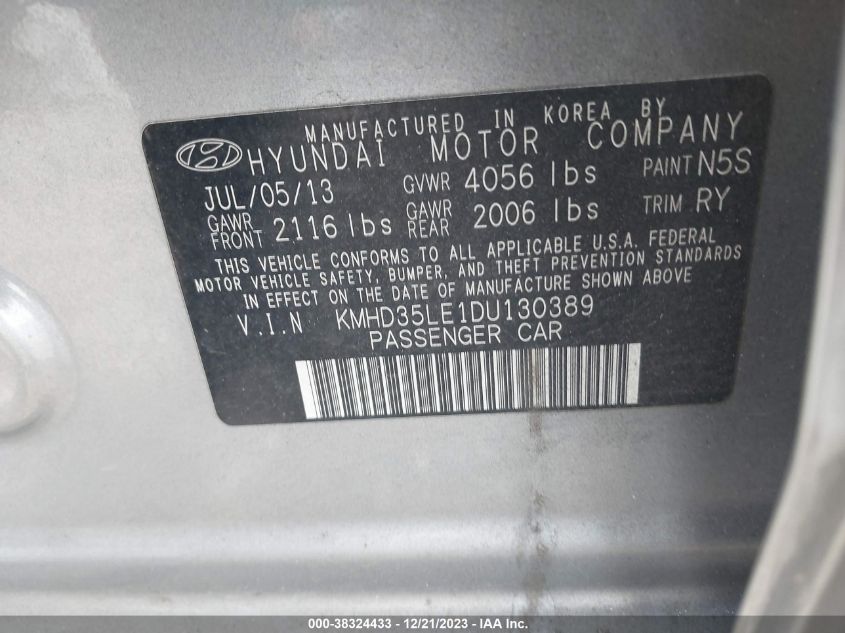 MANUFACTURED IN KOREA BY
HYUNDAI MOTOR COMPANY
JUL/05/13 GVWR 4056 lbs PAINT N5S
GAWR FRONT 2116 lbs GAWR REAR 2006 lbs TRIM RY
THIS VEHICLE CONFORMS TO ALL APPLICABLE U.S.A. FEDERAL
MOTOR VEHICLE SAFETY, BUMPER, AND THEFT PREVENTION STANDARDS
IN EFFECT ON THE DATE OF MANUFACTURE SHOWN ABOVE
V.I.N KMHD35LE1DU130389
PASSENGER CAR
000-38324433 - 12/21/2023 - IAA Inc.